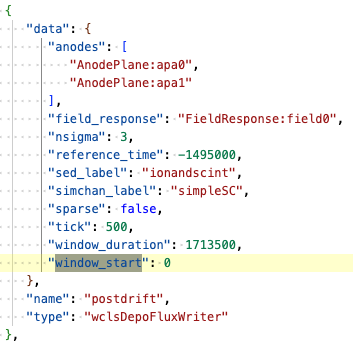 {
"data": {
"anodes": [
"AnodePlane:apa0",
"AnodePlane:apa1"
],
"field_response": "FieldResponse:field0",
"nsigma": 3,
"reference_time": -1495000,
"sed_label": "ionandscint",
"simchan_label": "simpleSC",
"sparse": false,
"tick": 500,
"window_duration": 1713500,
"window_start": 0
},
"name": "postdrift",
"type": "wclsDepoFluxWriter"
},